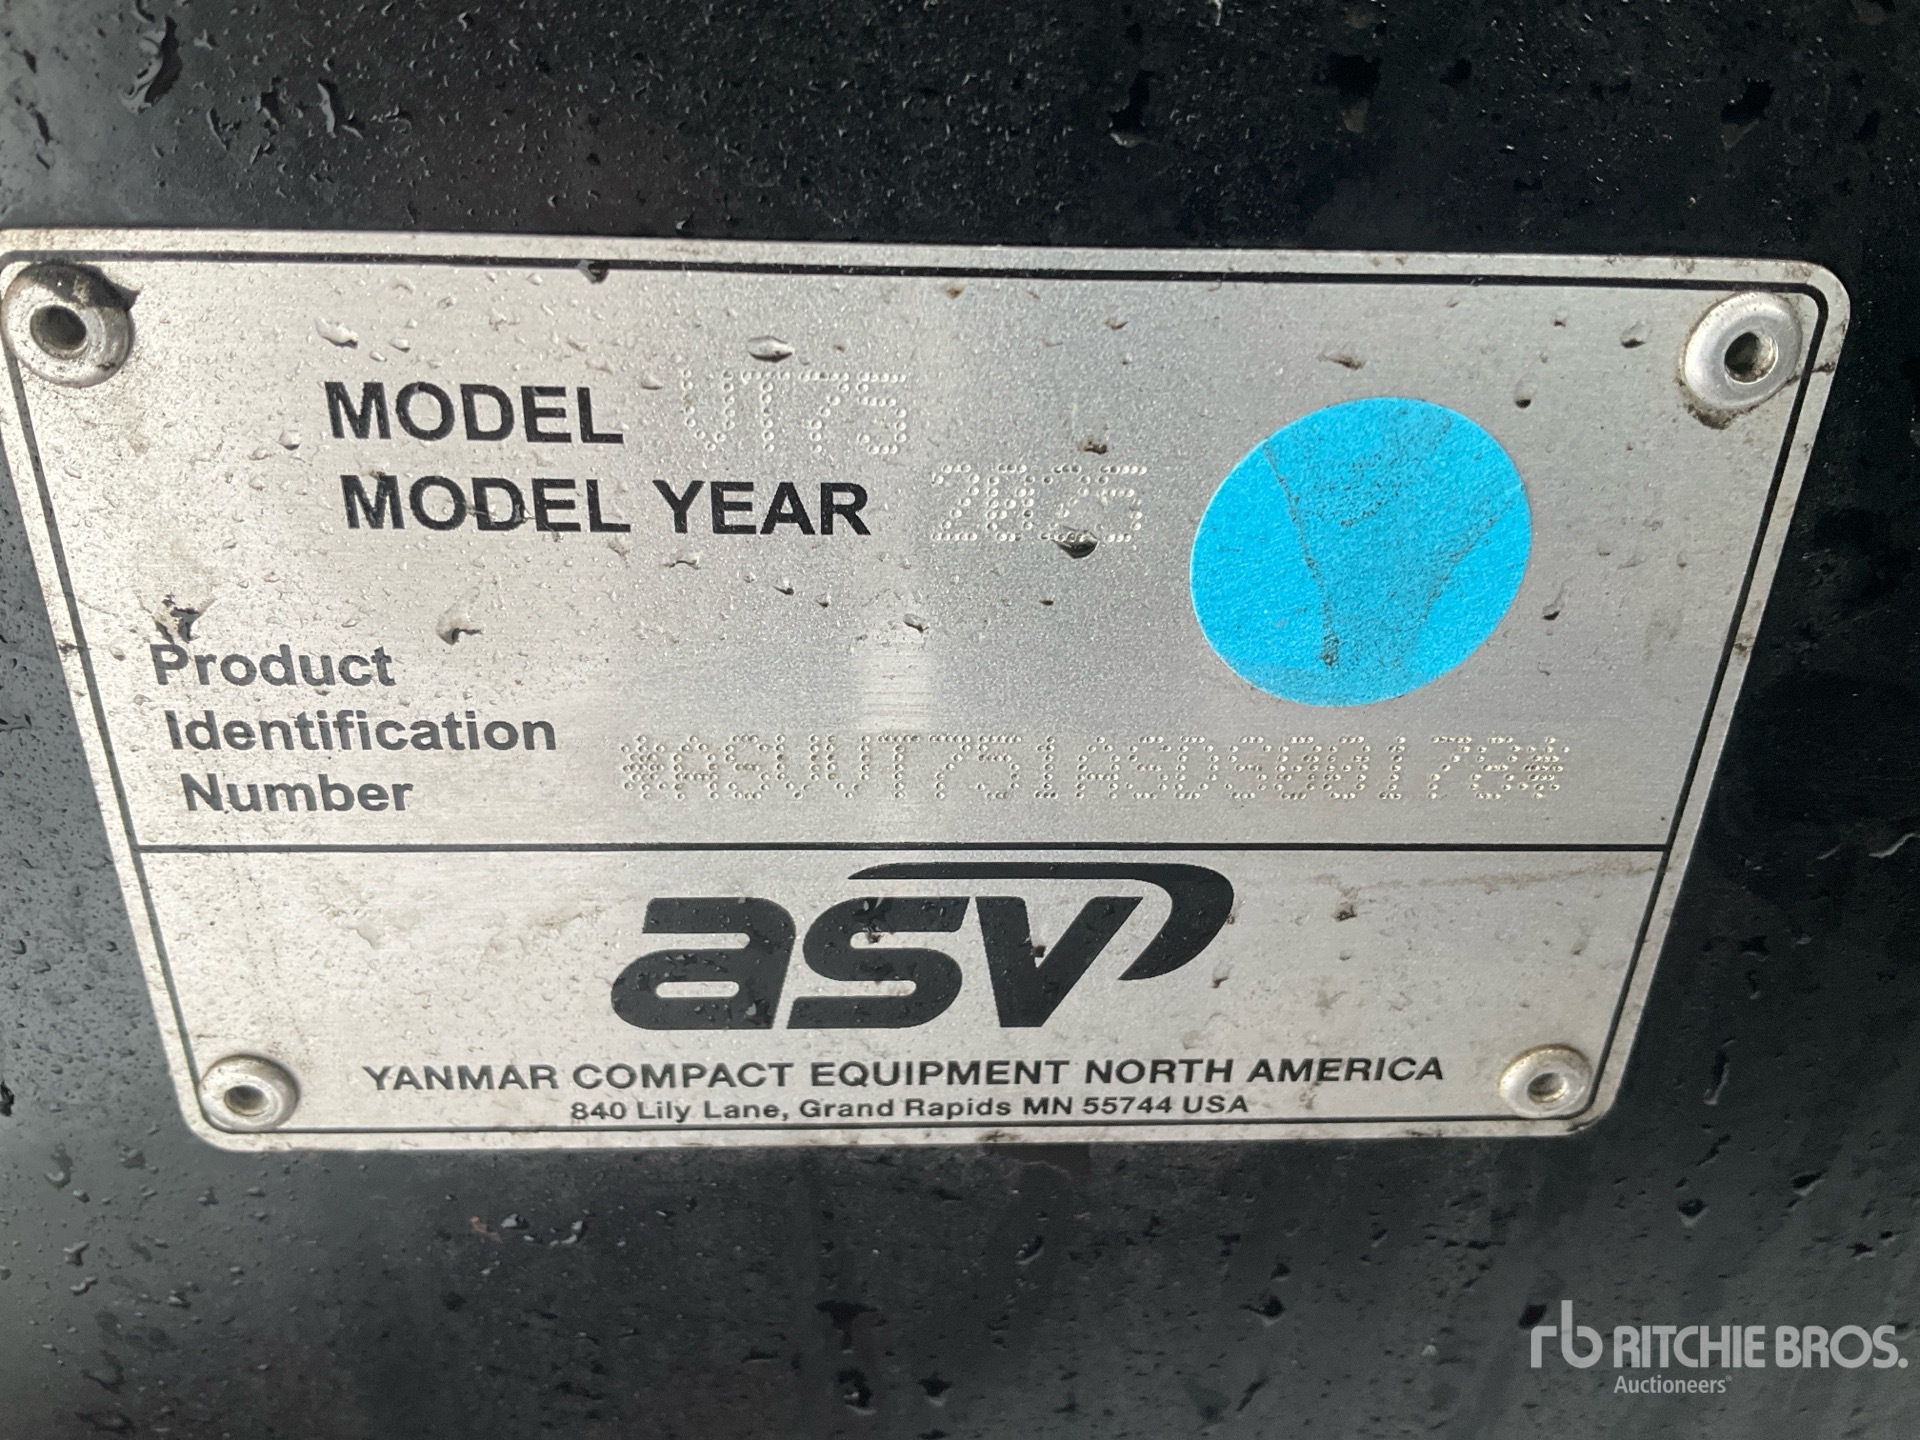 MODEL VT75
MODEL YEAR 2025
Product
Identification
Number *ASVVT751ASDS00178*
asv
YANMAR COMPACT EQUIPMENT NORTH AMERICA
840 Lily Lane, Grand Rapids MN 55744 USA
rb RITCHIE BROS.
Auctioneers